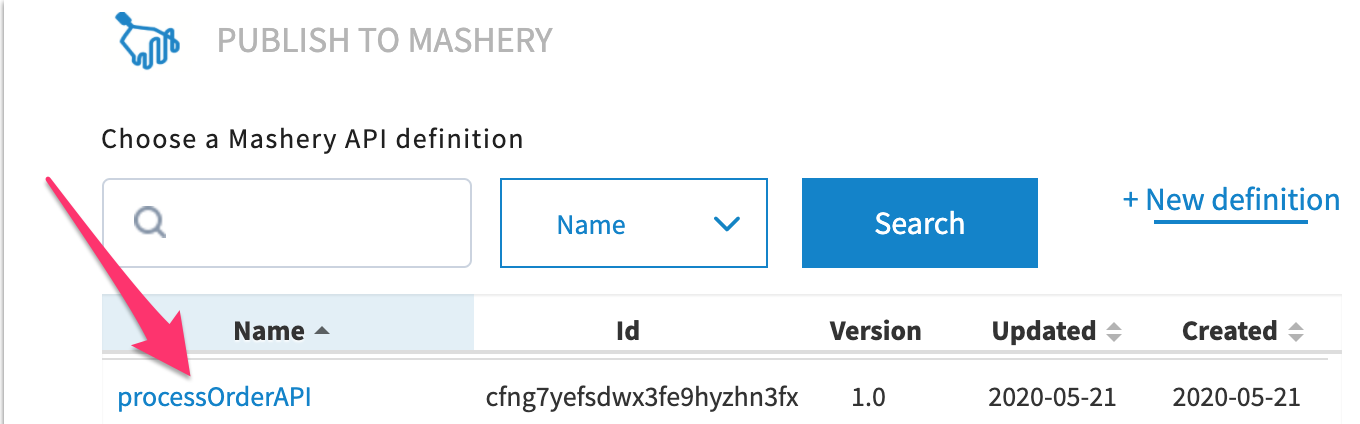 PUBLISH TO MASHERY
Choose a Mashery API definition
Name
Search
+ New definition
Name Id Version Updated Created
processOrderAPI cfng7yefsdwx3fe9hyzhn3fx 1.0 2020-05-21 2020-05-21